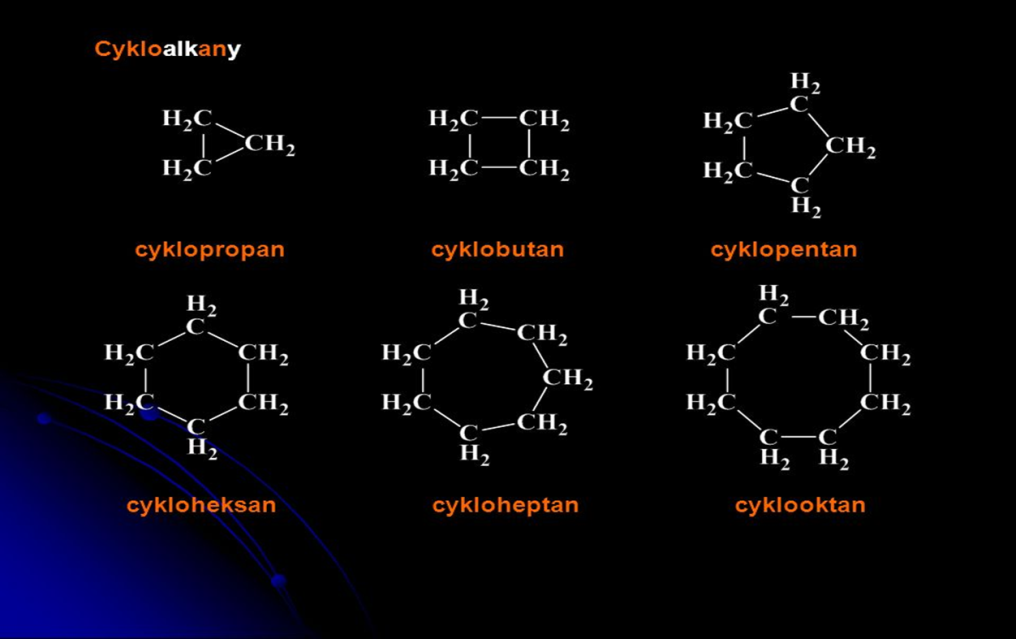 Cykloalkany
H₂C
CH₂
H₂C
H₂C CH₂
H₂C CH₂
H₂
C
H₂C
CH₂
H₂C
C
H₂
cyklopropan cyklobutan cyklopentan
H₂
C
H₂C CH₂
H₂C CH₂
C
H₂
H₂
C
CH₂
H₂C
CH₂
H₂C
CH₂
C
H₂
H₂
C CH₂
H₂C CH₂
H₂C CH₂
C C
H₂ H₂
cykloheksan cykloheptan cyklooktan